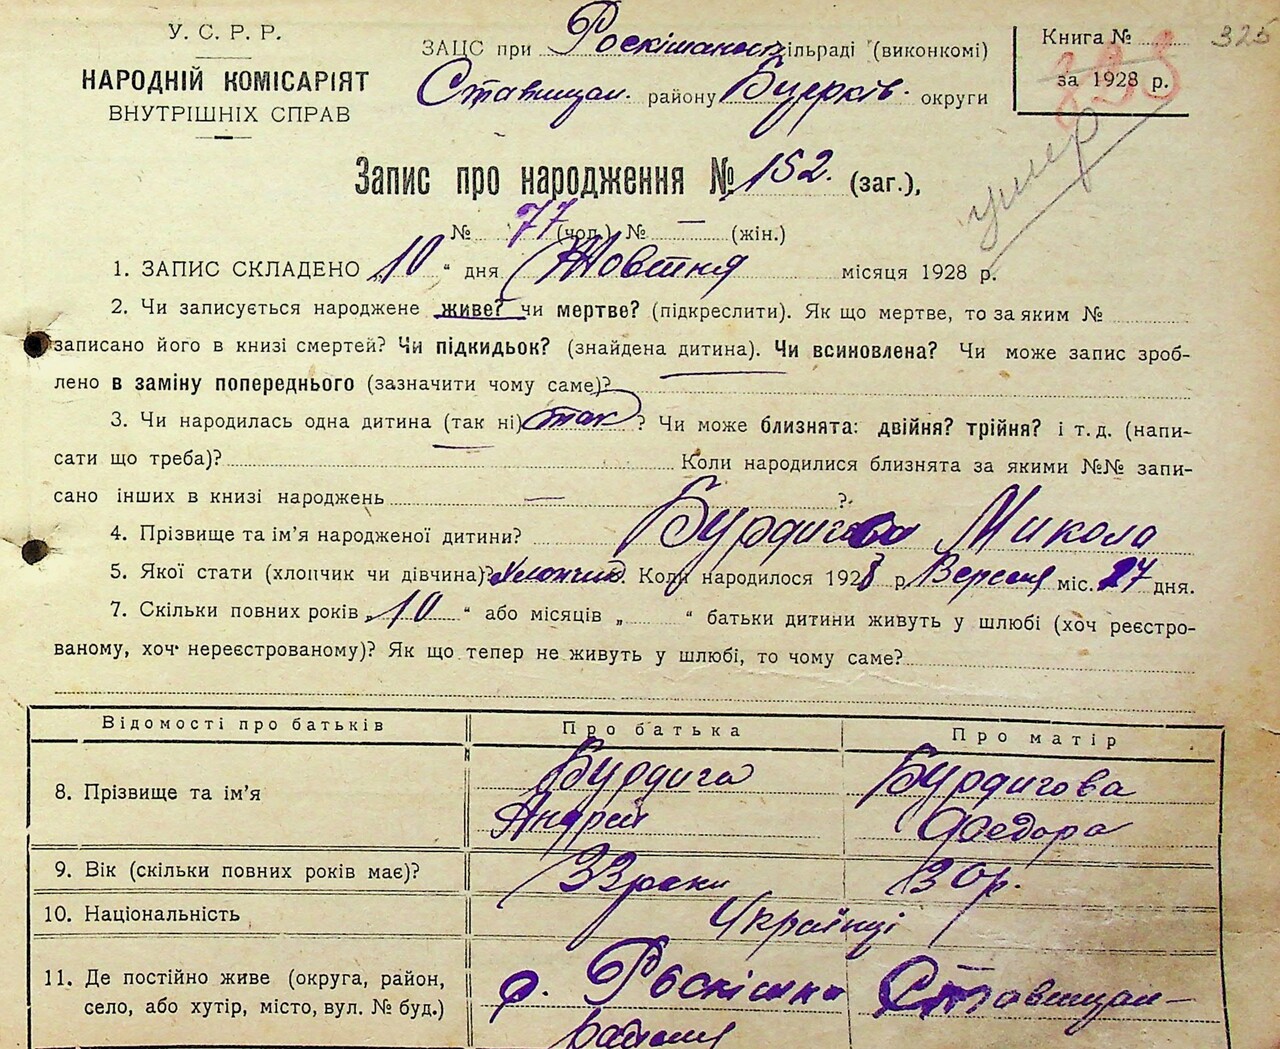 У. С. Р. Р.
НАРОДНІЙ КОМІСАРІЯТ
ВНУТРІШНІХ СПРАВ
ЗАЦС при Роскішанськ сільраді (виконкомі)
Ставищан. району округи
Книга № 325
за 1928 р.
умер
Запис про народження № 152. (заг.),
№ 77 (чол.) № — (жін.)
1. ЗАПИС СКЛАДЕНО „10“ дня Жовтня місяця 1928 р.
2. Чи записується народжене живе? чи мертве? (підкреслити). Як що мертве, то за яким №
записано його в книзі смертей? Чи підкидьок? (знайдена дитина). Чи всиновлена? Чи може запис зроб-
лено в заміну попереднього (зазначити чому саме)?
3. Чи народилась одна дитина (так ні) так ? Чи може близнята: двійня? трійня? і т. д. (напи-
сати що треба)? Коли народилися близнята за якими №№ запи-
сано інших в книзі народжень — ?
4. Прізвище та ім’я народженої дитини? Микола
5. Якої стати (хлопчик чи дівчина)? Хлопчик. Коли народилося 1928 р. Вересня міс. 27 дня.
7. Скільки повних років „10“ або місяців „ “ батьки дитини живуть у шлюбі (хоч реєстро-
ваному, хоч нереєстрованому)? Як що тепер не живуть у шлюбі, то чому саме?
Відомості про батьків Про батька Про матір
8. Прізвище та ім’я Бурдига Бурдигова
Андрей Федора
9. Вік (скільки повних років має)? 33 роки 30 р.
10. Національність Українці
11. Де постійно живе (округа, район, с. Роскішна Ставищан-
село, або хутір, місто, вул. № буд.)